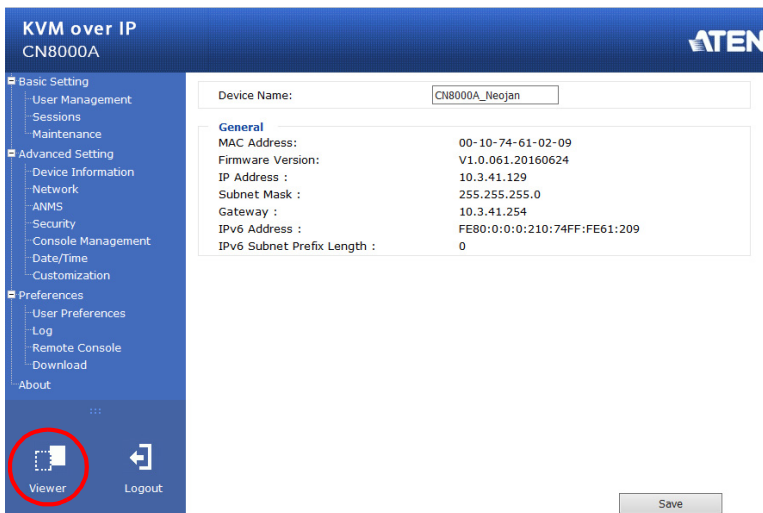 KVM over IP
CN8000A
ATEN
Basic Setting
User Management
Sessions
Maintenance
Advanced Setting
Device Information
Network
ANMS
Security
Console Management
Date/Time
Customization
Preferences
User Preferences
Log
Remote Console
Download
About
Viewer
Logout
Device Name: CN8000A_Neojan
General
MAC Address: 00-10-74-61-02-09
Firmware Version: V1.0.061.20160624
IP Address : 10.3.41.129
Subnet Mask : 255.255.255.0
Gateway : 10.3.41.254
IPv6 Address : FE80:0:0:0:210:74FF:FE61:209
IPv6 Subnet Prefix Length : 0
Save